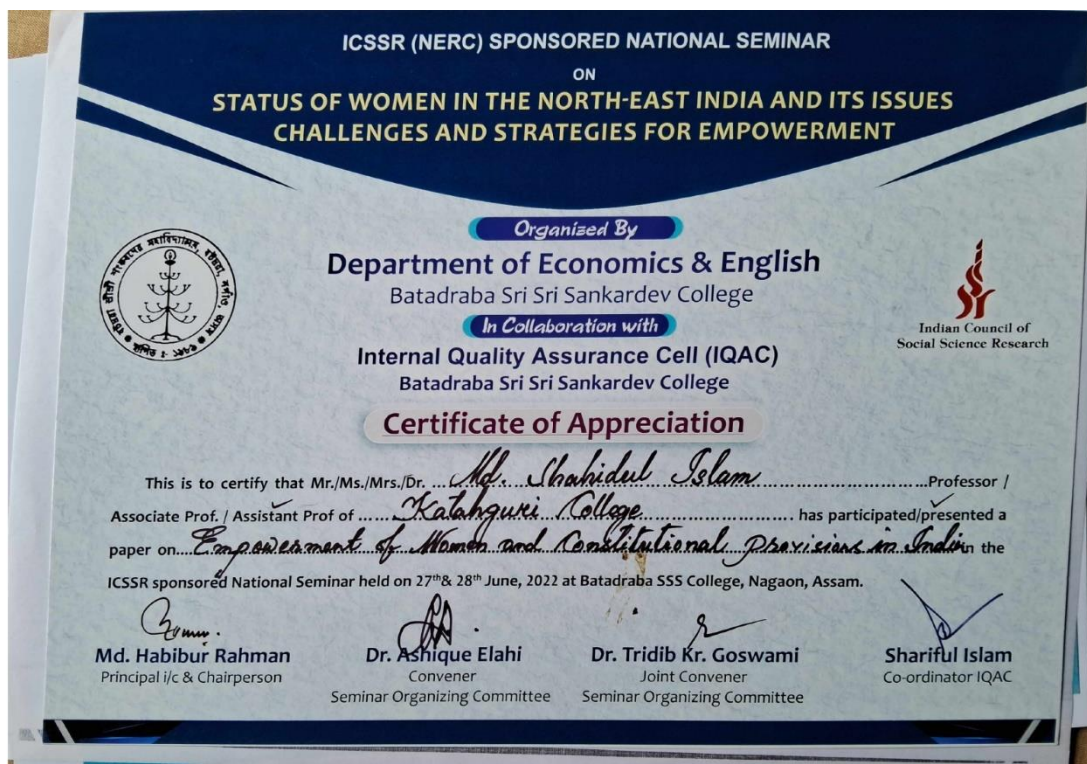 ICSSR (NERC) SPONSORED NATIONAL SEMINAR
ON
STATUS OF WOMEN IN THE NORTH-EAST INDIA AND ITS ISSUES
CHALLENGES AND STRATEGIES FOR EMPOWERMENT
Organized By
Department of Economics & English
Batadraba Sri Sri Sankardev College
In Collaboration with
Internal Quality Assurance Cell (IQAC)
Batadraba Sri Sri Sankardev College
স্থাপিত ঃ- ১৯৮৯
Indian Council of
Social Science Research
Certificate of Appreciation
This is to certify that Mr./Ms./Mrs./Dr. ... Md. Shahidul Islam ... Professor /
Associate Prof. / Assistant Prof of ...... Katahguri College ...... has participated/presented a
paper on... Empowerment of Women and Constitutional provisions in India in the
ICSSR sponsored National Seminar held on 27th& 28th June, 2022 at Batadraba SSS College, Nagaon, Assam.
Md. Habibur Rahman
Principal i/c & Chairperson
Dr. Ashique Elahi
Convener
Seminar Organizing Committee
Dr. Tridib Kr. Goswami
Joint Convener
Seminar Organizing Committee
Shariful Islam
Co-ordinator IQAC